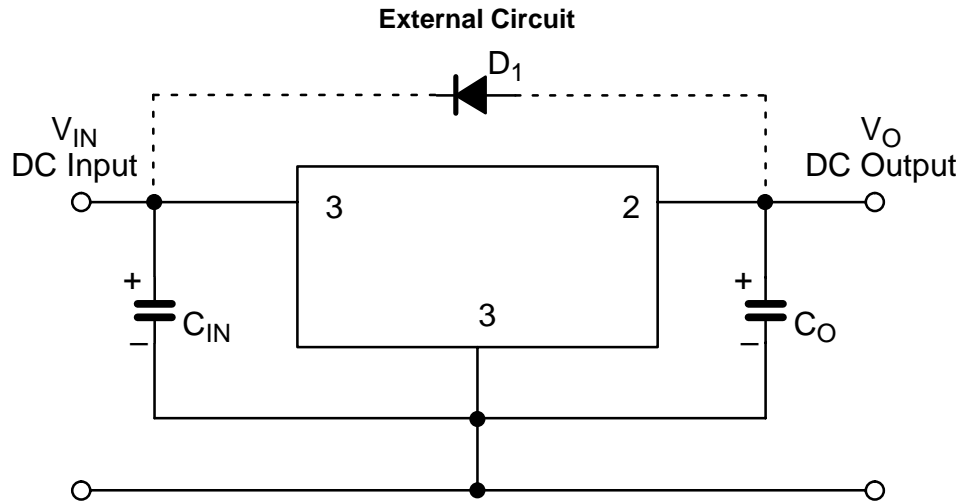 External Circuit
D1
VIN
DC Input
VO
DC Output
3
2
+
CIN
–
3
+
CO
–